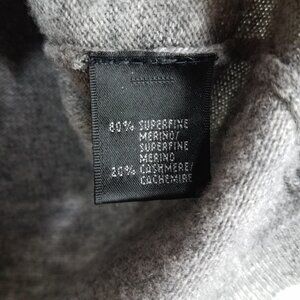 80% SUPERFINE
MERINO/
SUPERFINE
MERINO
20% CASHMERE/
CACHEMIRE